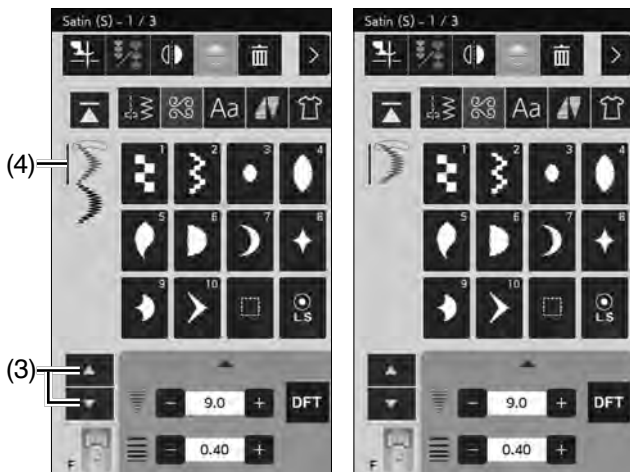 Satin (S) - 1 / 3
Aa
(4)
1 2 3 4
5 6 7 8
9 10 L.S
(3)
9.0 DFT
F 0.40
Satin (S) - 1 / 3
Aa
1 2 3 4
5 6 7 8
9 10 L.S
9.0 DFT
F 0.40